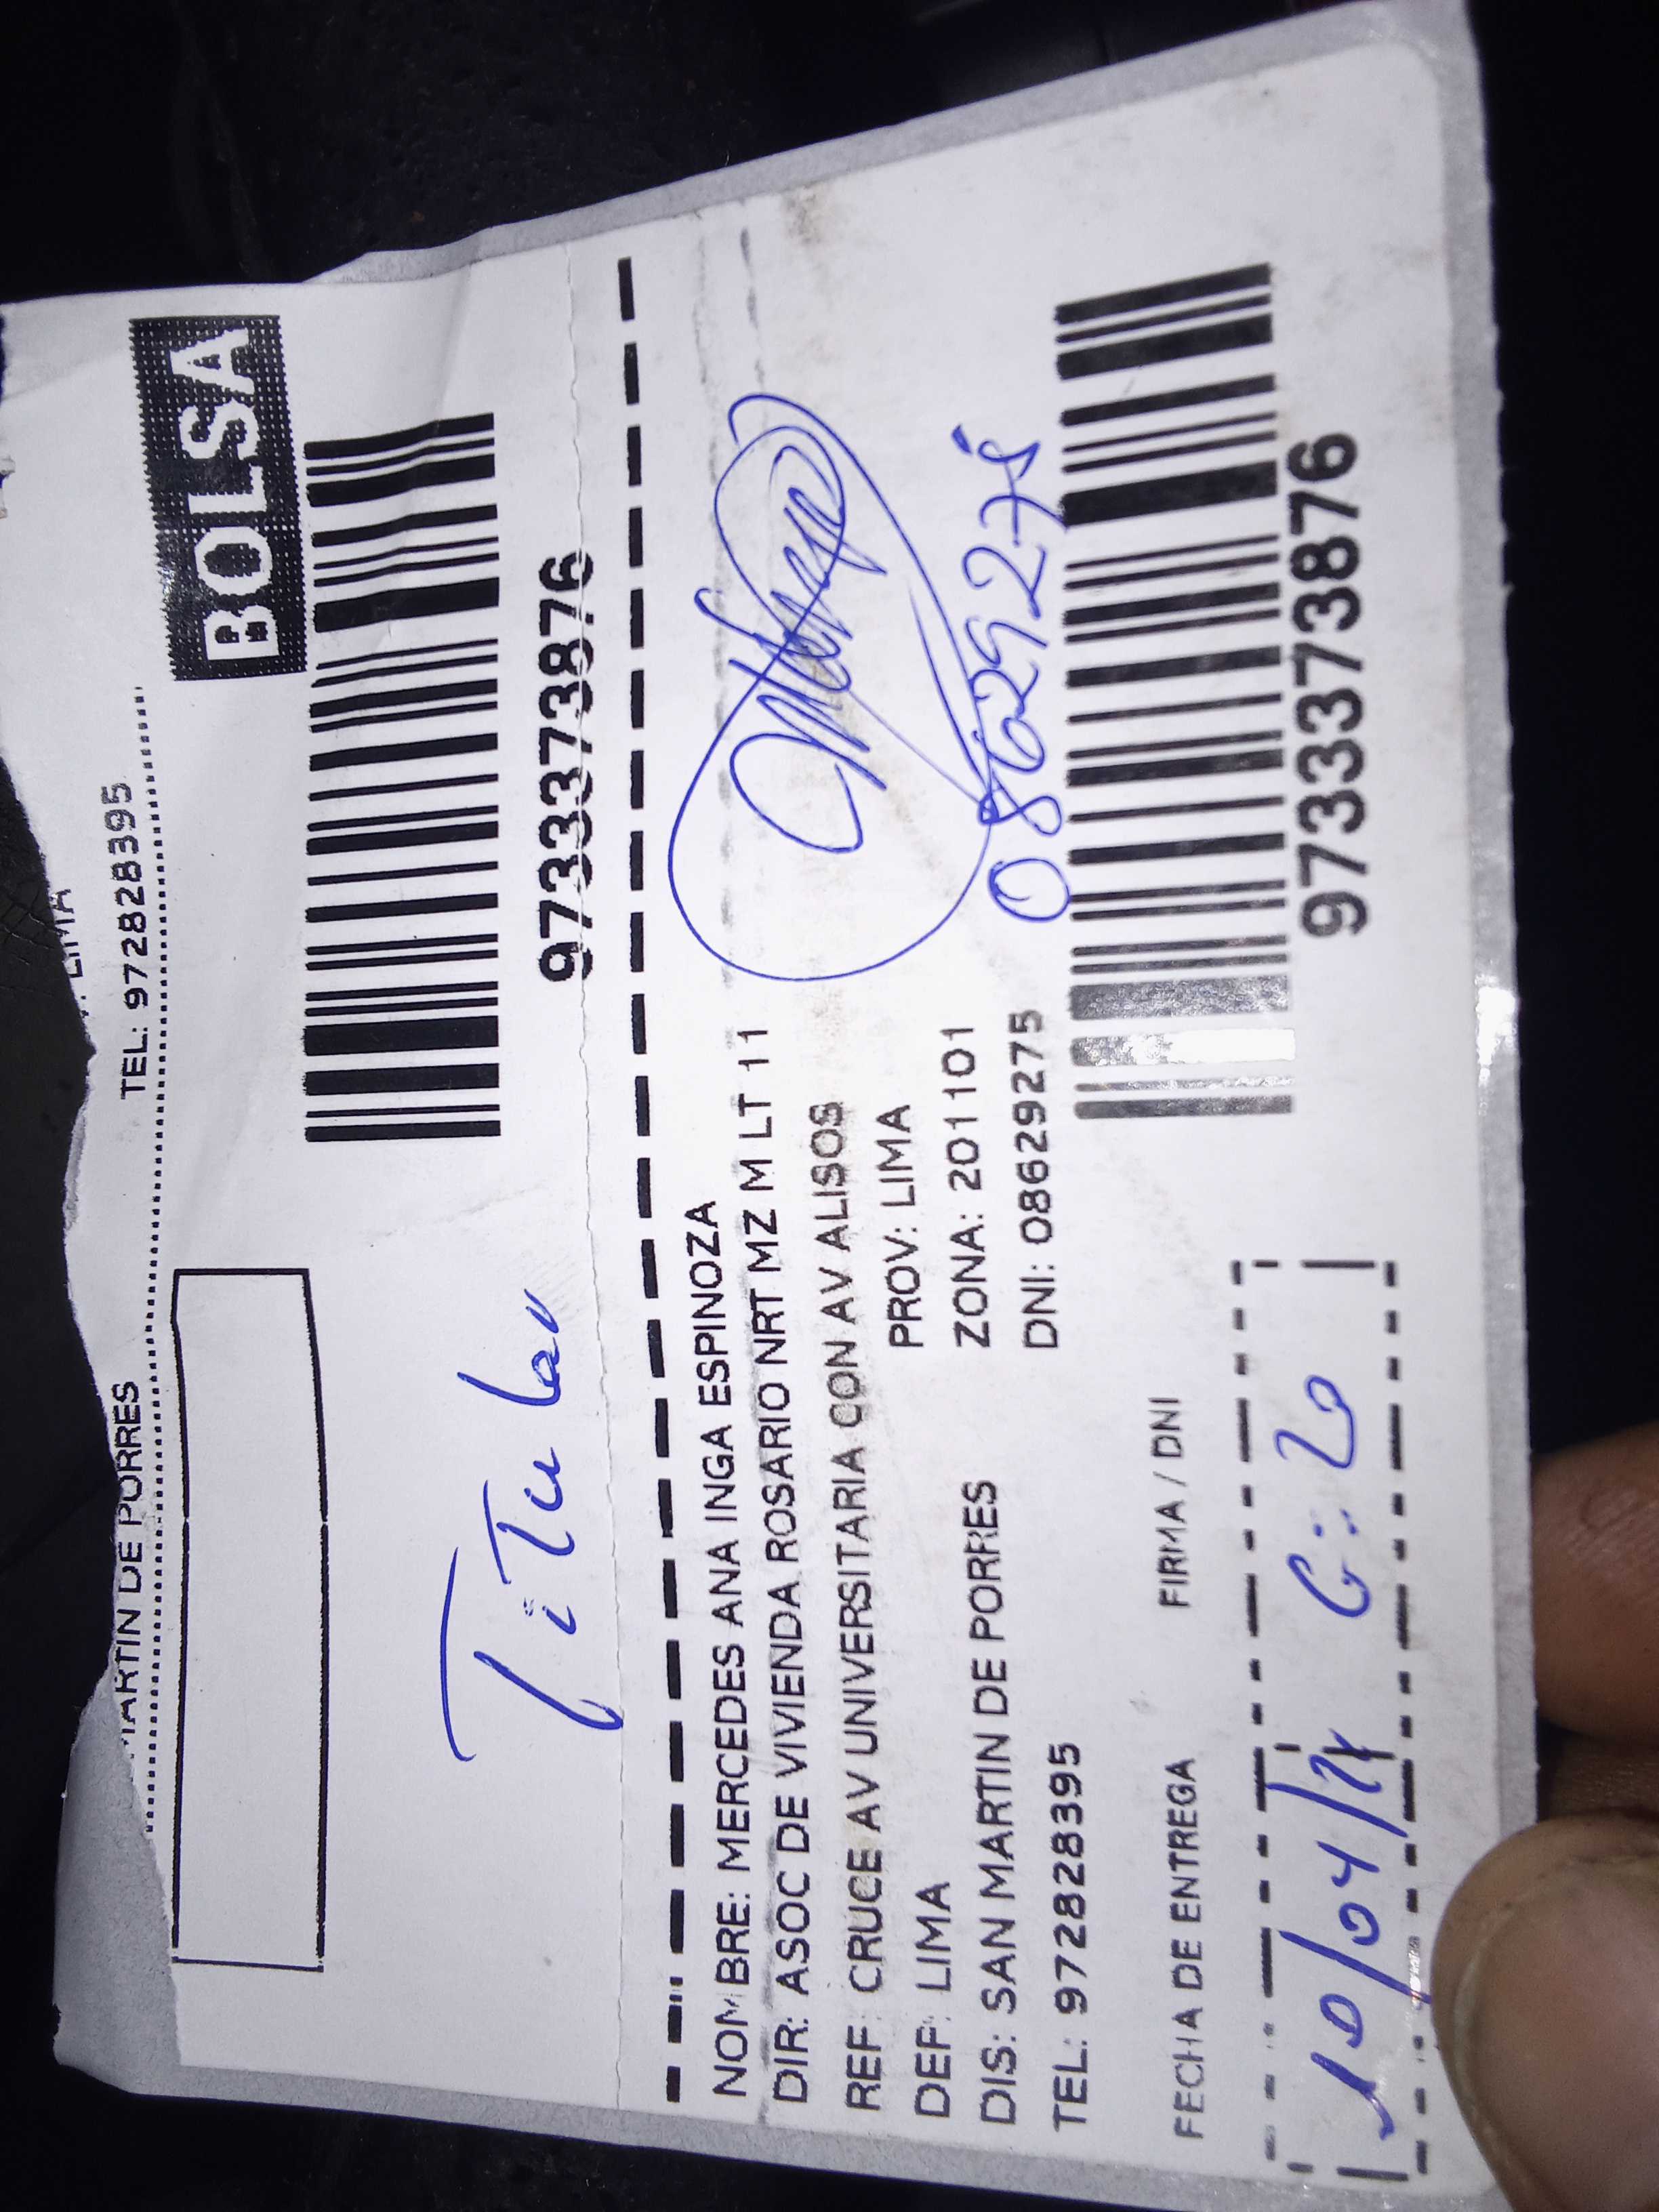 LIMA
MARTIN DE PORRES TEL: 972828395
BOLSA
9733373876
Titular
NOMBRE: MERCEDES ANA INGA ESPINOZA
DIR: ASOC DE VIVIENDA ROSARIO NRT MZ M LT 11
REF: CRUCE AV UNIVERSITARIA CON AV ALISOS
DEP: LIMA PROV: LIMA
DIS: SAN MARTIN DE PORRES ZONA: 2011101
TEL: 972828395 DNI: 08629275
08629275
FECHA DE ENTREGA FIRMA / DNI
9733373876
10/04/24